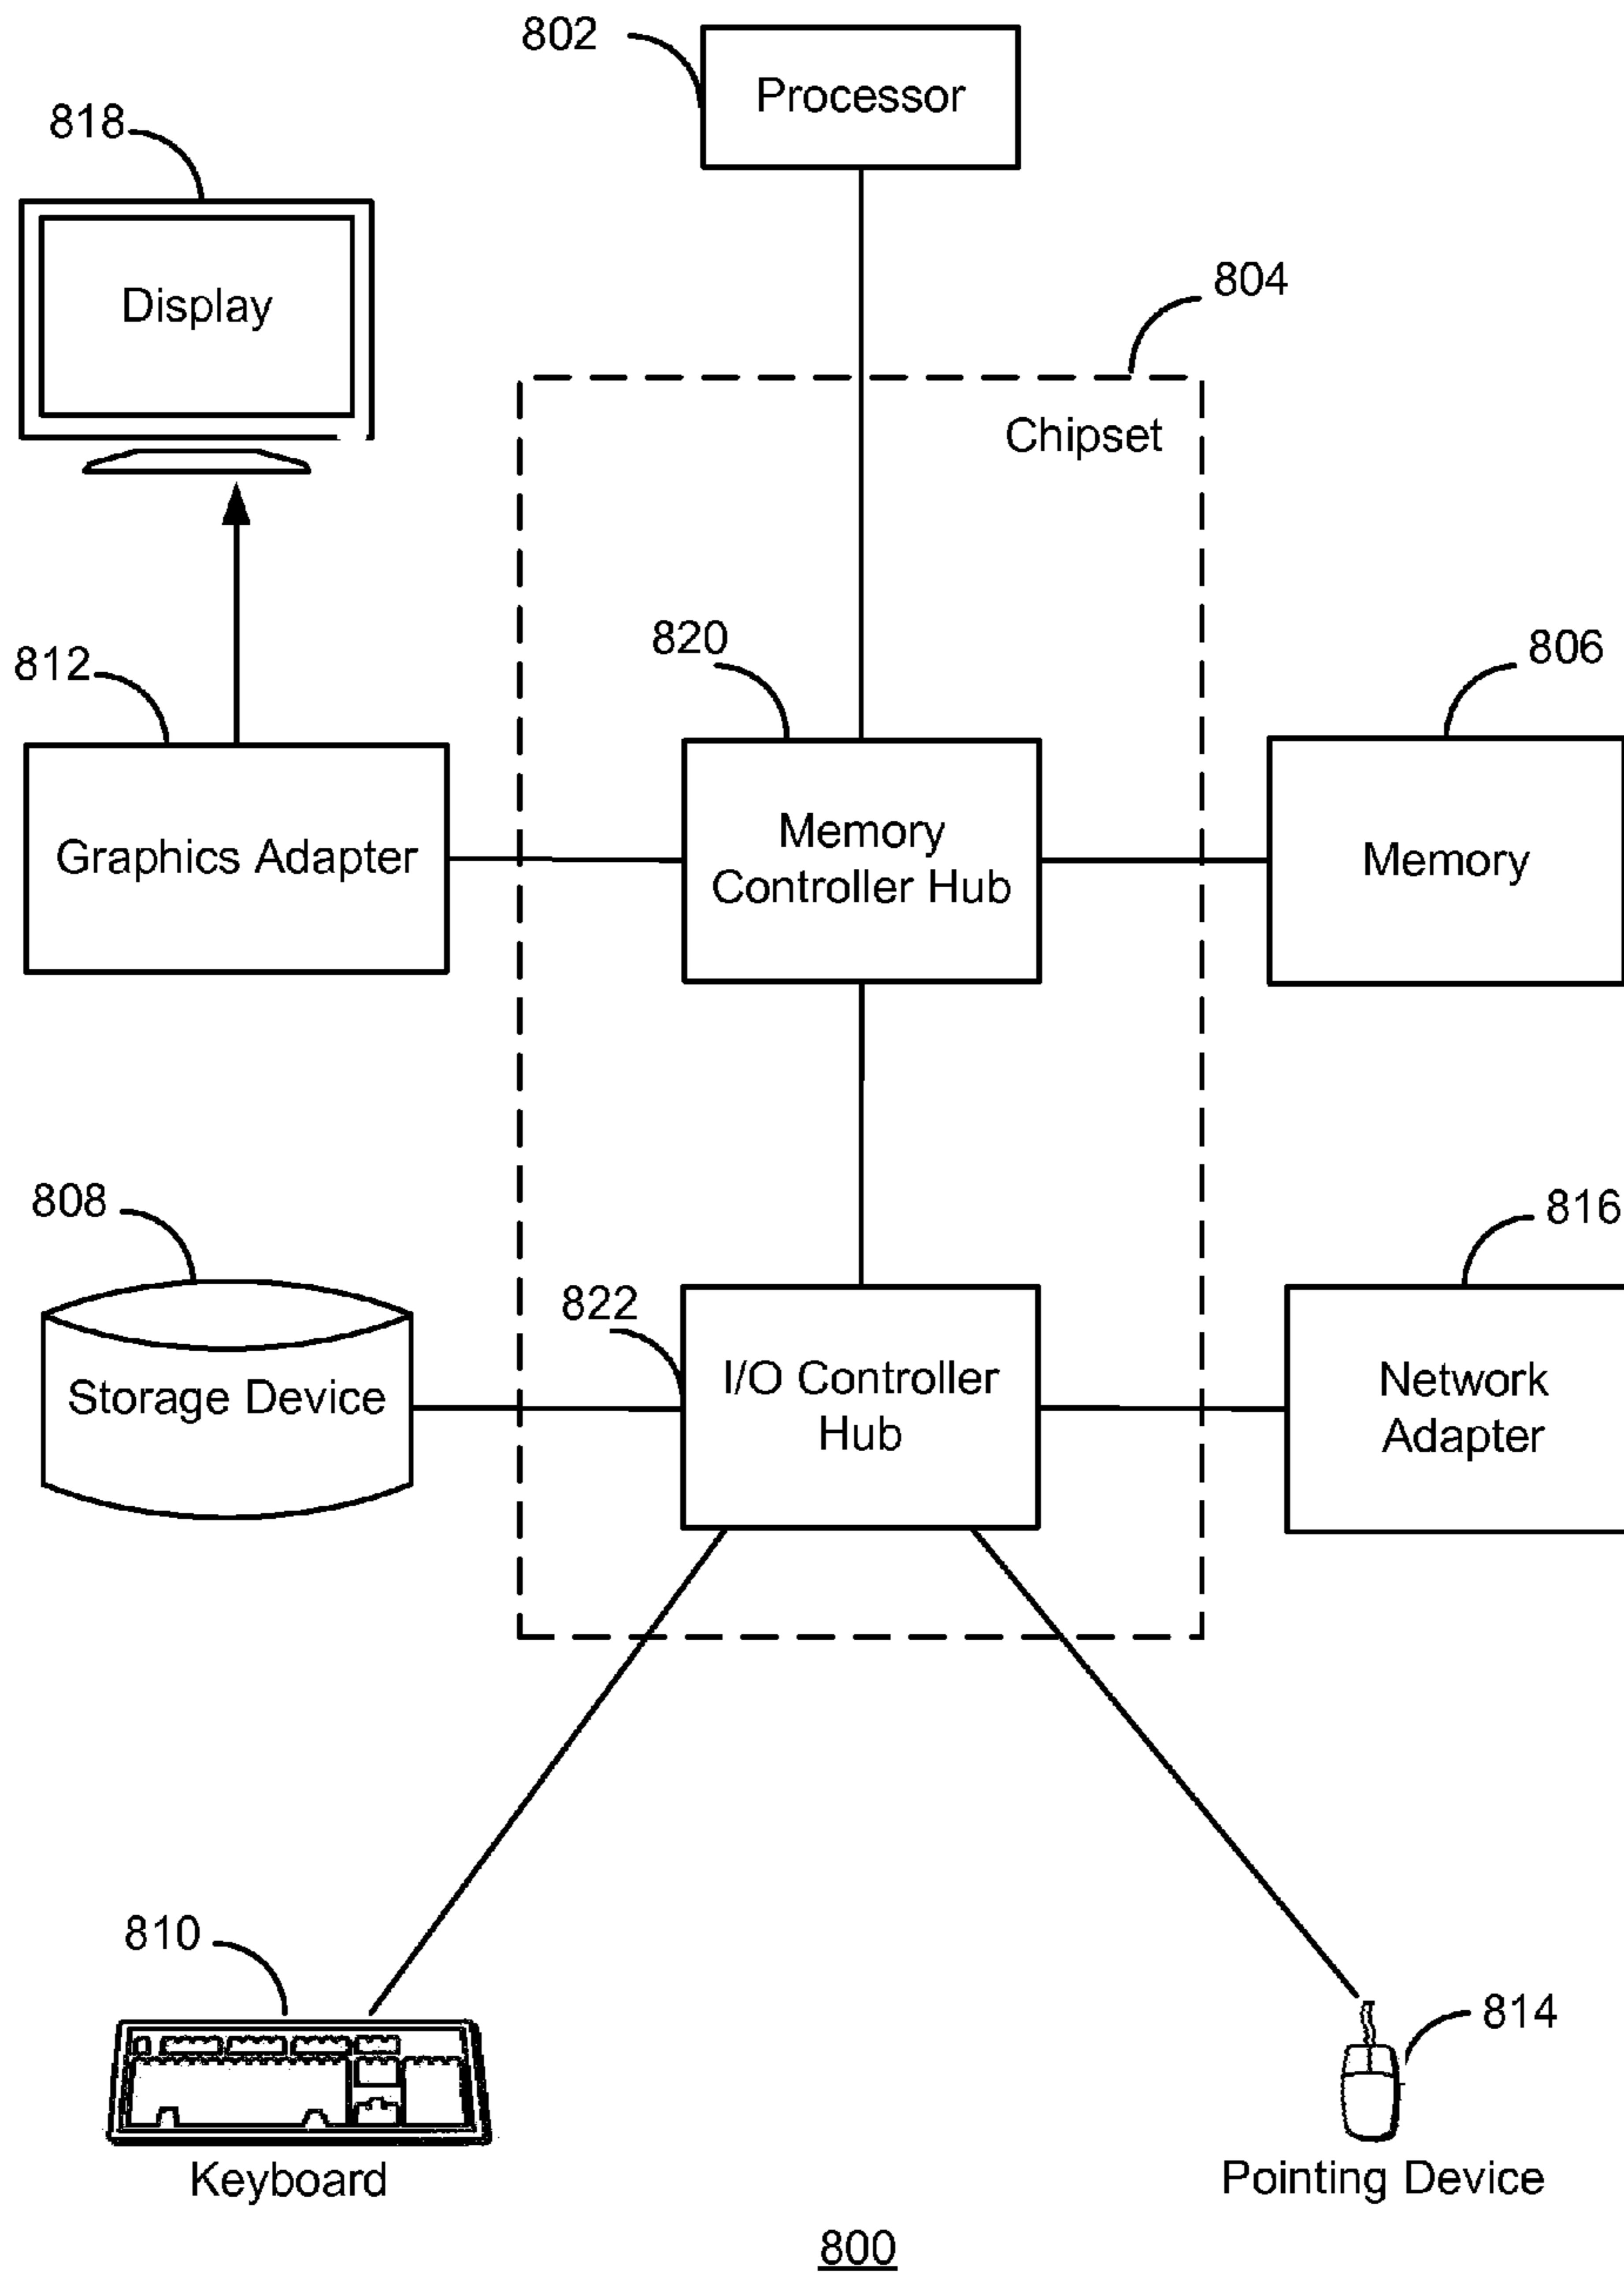 802
Processor
818
Display
804
Chipset
820
812
806
Graphics Adapter
Memory
Controller Hub
Memory
808
816
822
Storage Device
I/O Controller
Hub
Network
Adapter
810
814
Keyboard
Pointing Device
800